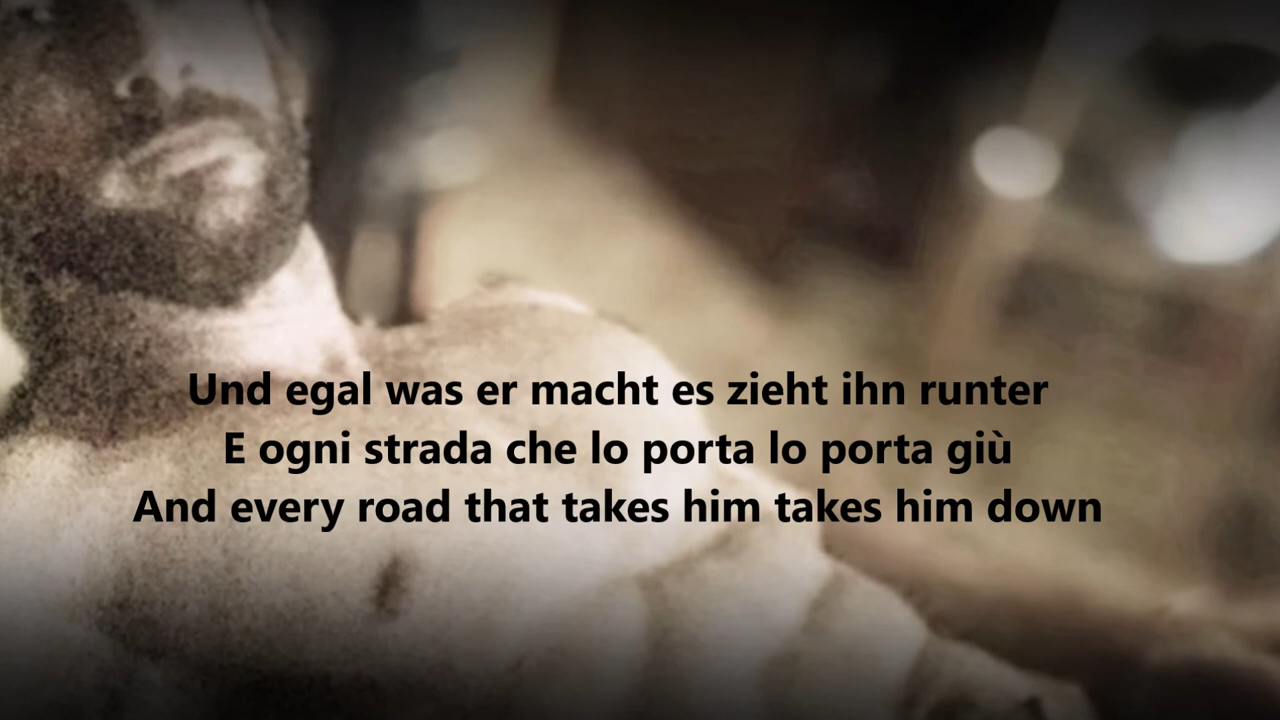 Und egal was er macht es zieht ihn runter
E ogni strada che lo porta lo porta giù
And every road that takes him takes him down